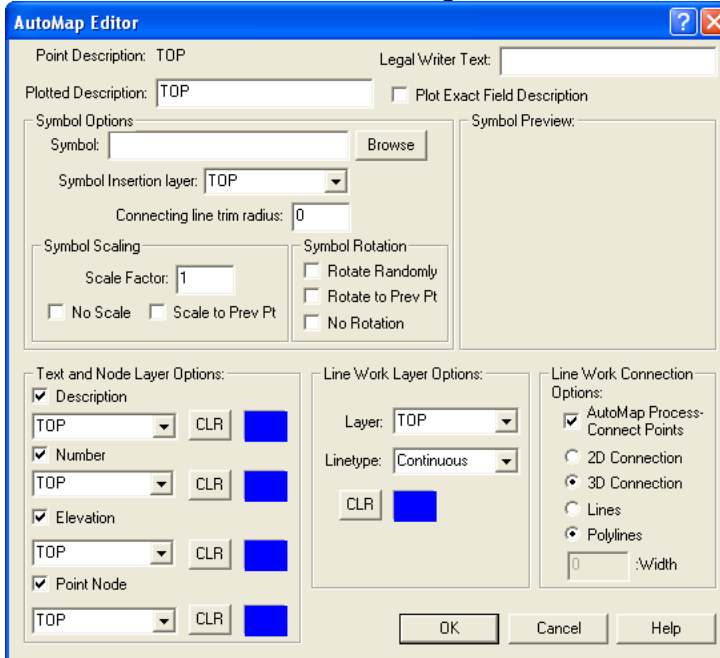 AutoMap Editor
Point Description: TOP
Legal Writer Text:
Plotted Description: TOP
Plot Exact Field Description
Symbol Options
Symbol: Browse
Symbol Insertion layer: TOP
Connecting line trim radius: 0
Symbol Scaling
Scale Factor: 1
No Scale Scale to Prev Pt
Symbol Rotation
Rotate Randomly
Rotate to Prev Pt
No Rotation
Symbol Preview:
Text and Node Layer Options:
Description
TOP CLR
Number
TOP CLR
Elevation
TOP CLR
Point Node
TOP CLR
Line Work Layer Options:
Layer: TOP
Linetype: Continuous
CLR
Line Work Connection
Options:
AutoMap Process-
Connect Points
2D Connection
3D Connection
Lines
Polylines
0 :Width
OK Cancel Help